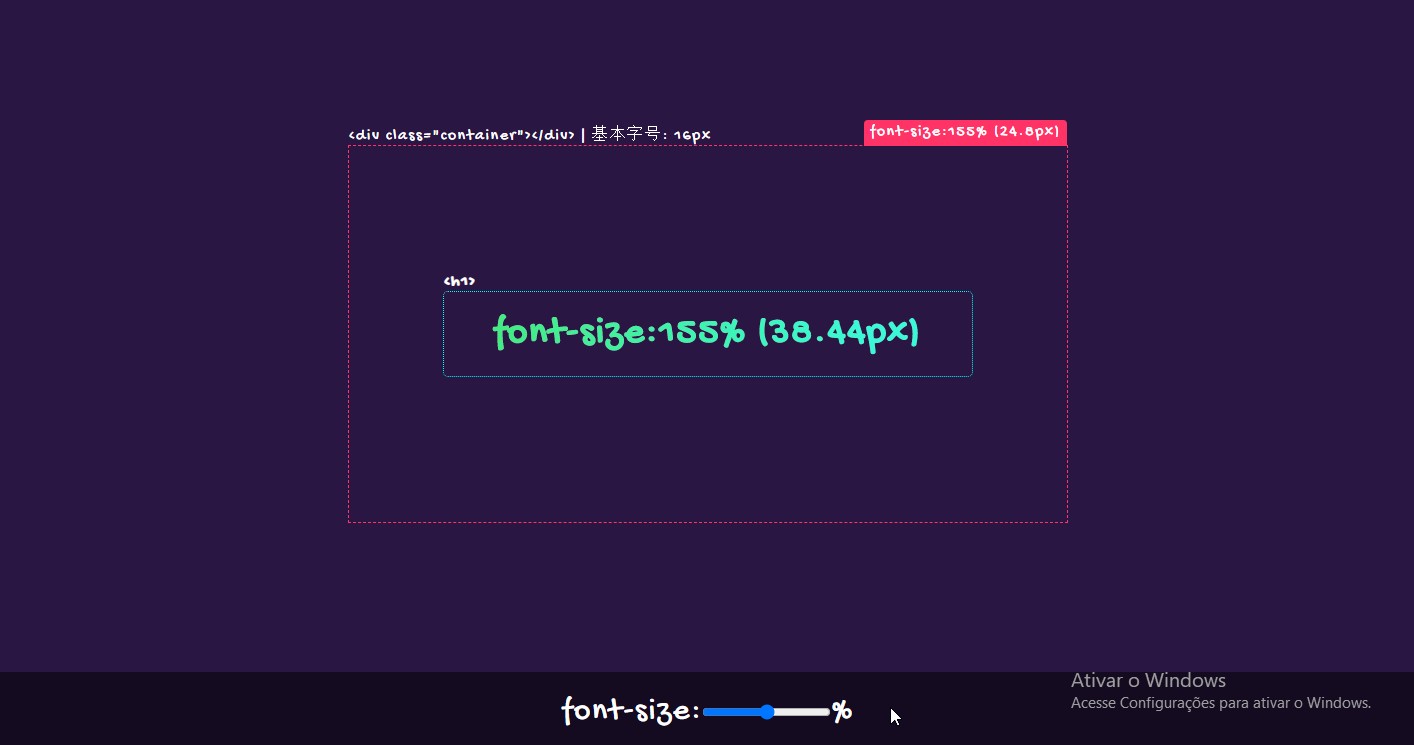 <div class="container"></div> | 基本字号: 16px
font-size:155% (24.8px)
<h1>
font-size:155% (38.44px)
font-size: %
Ativar o Windows
Acesse Configurações para ativar o Windows.